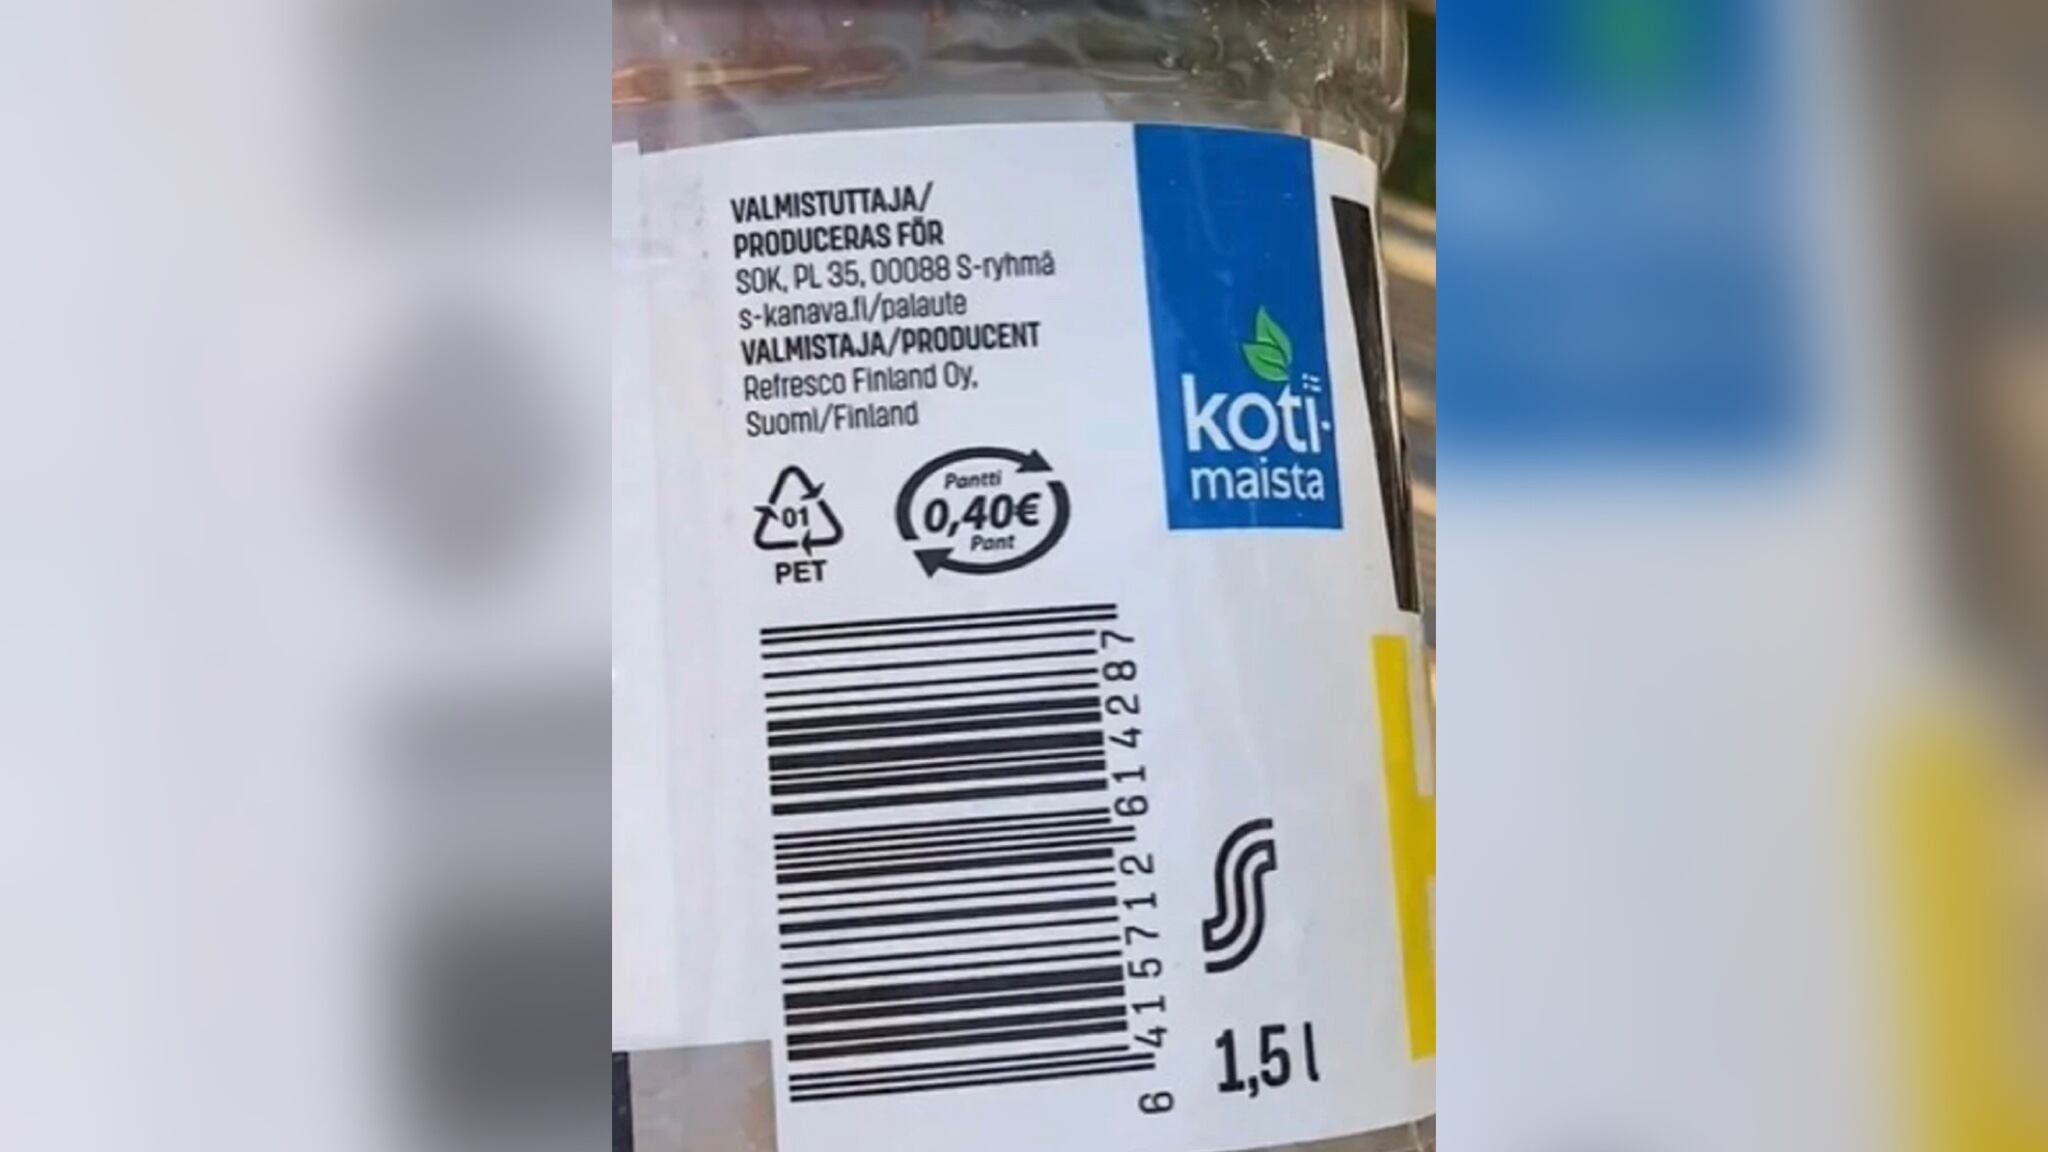 VALMISTUTTAJA/
PRODUCERAS FÖR
SOK, PL 35, 00088 S-ryhmä
s-kanava.fi/palaute
VALMISTAJA/PRODUCENT
Refresco Finland Oy,
Suomi/Finland
01
PET
Pantti
0,40€
Pant
koti-
maista
6 415712 614287
1,5 l